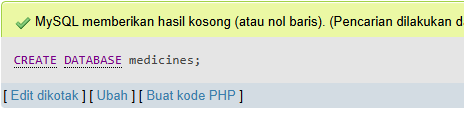 MySQL memberikan hasil kosong (atau nol baris). (Pencarian dilakukan
CREATE DATABASE medicines;
[ Edit dikotak ] [ Ubah ] [ Buat kode PHP ]